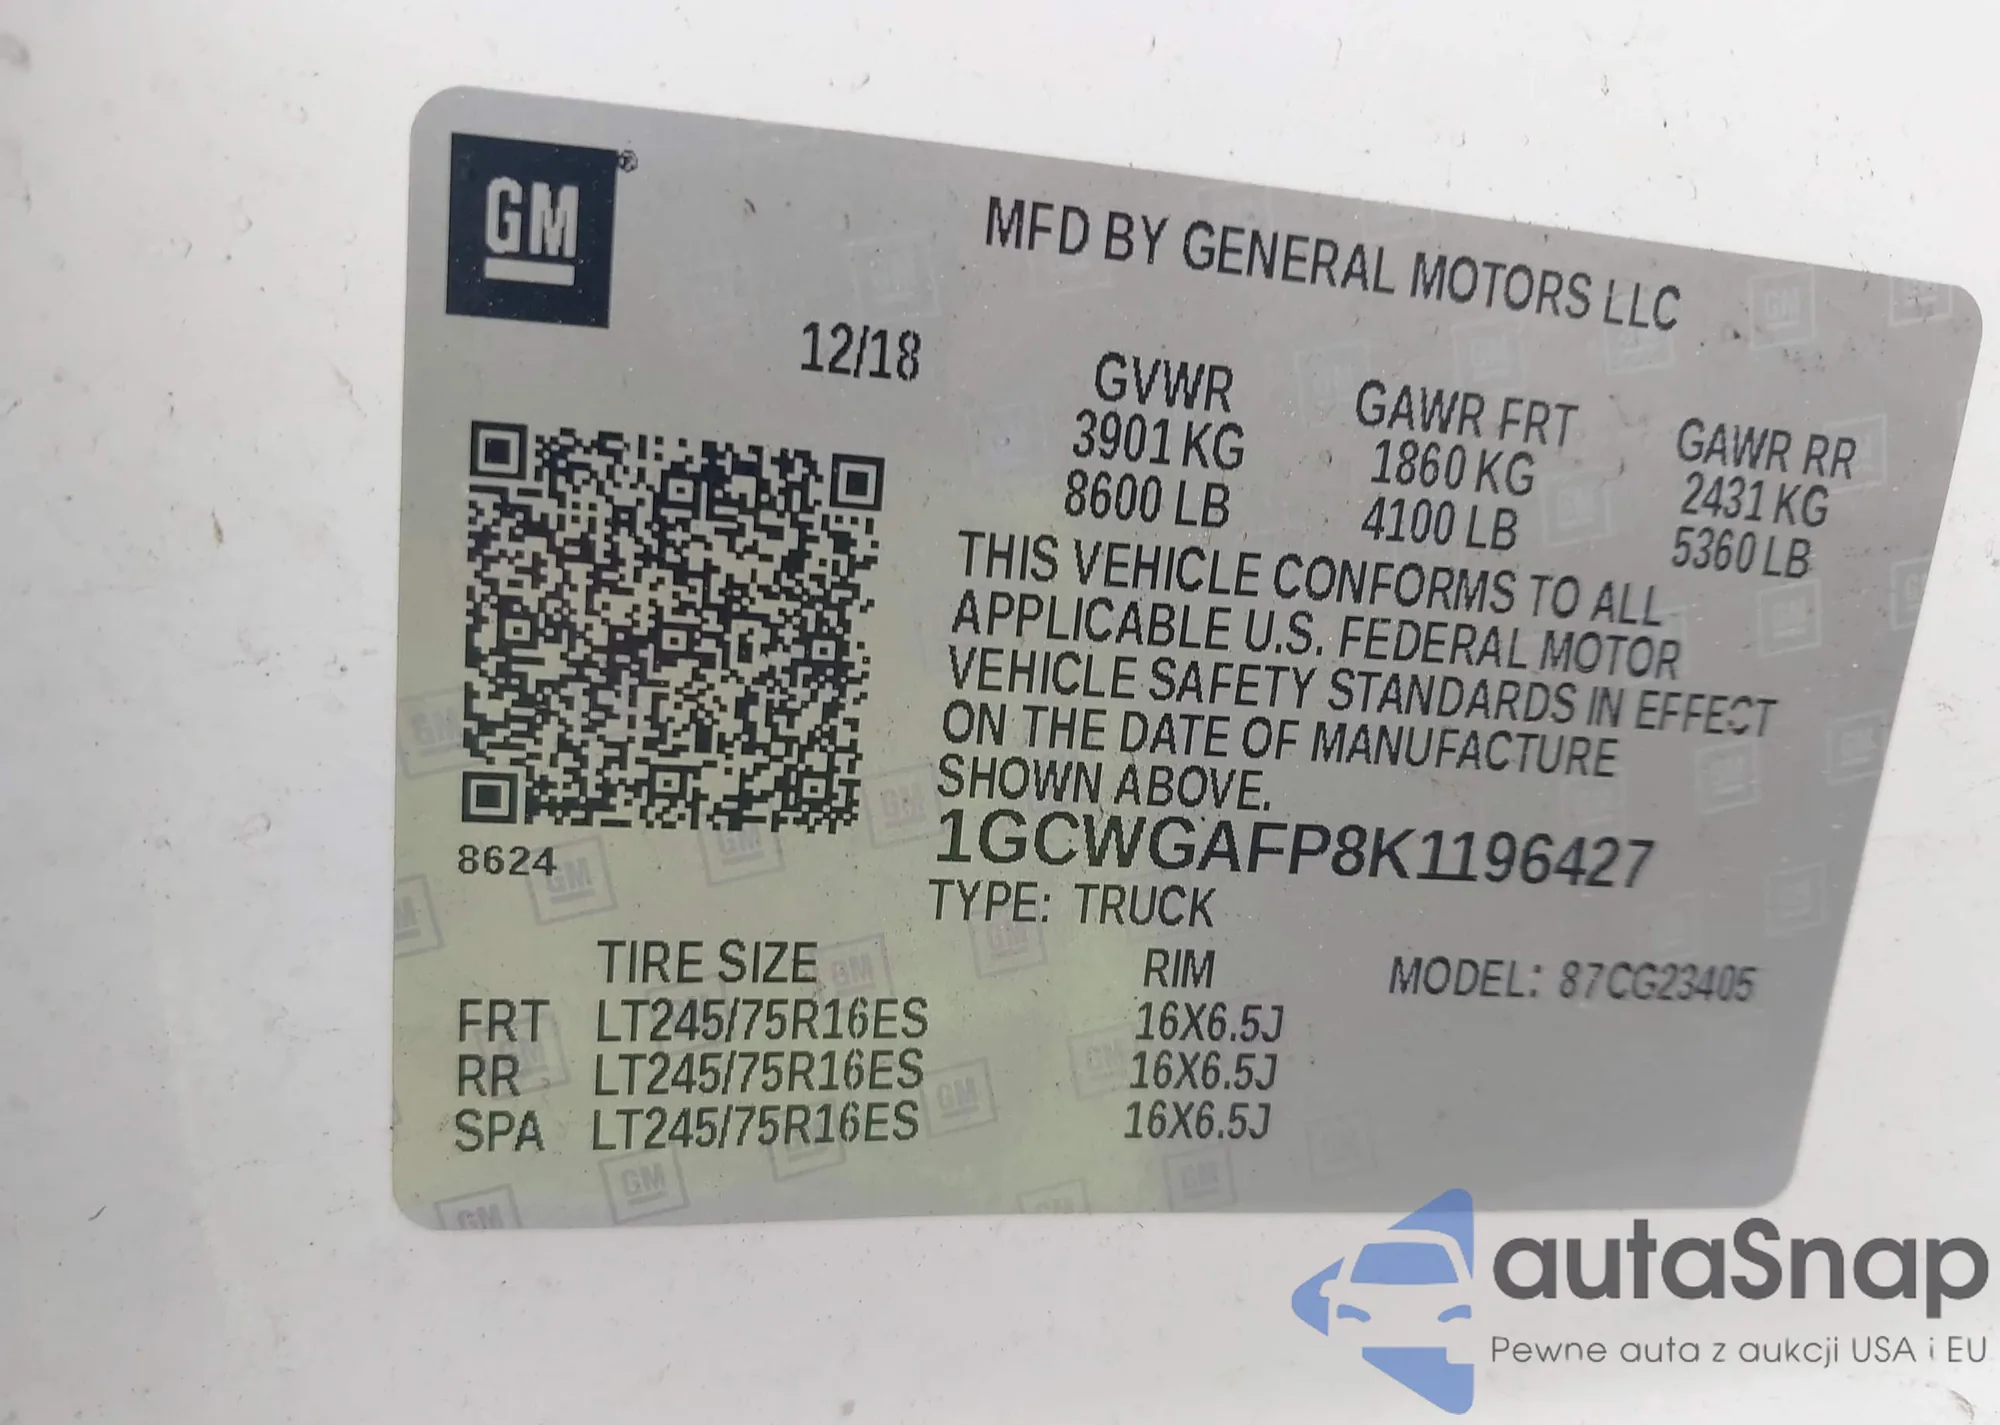 GM®
MFD BY GENERAL MOTORS LLC
12/18
GVWR GAWR FRT GAWR RR
3901 KG 1860 KG 2431 KG
8600 LB 4100 LB 5360 LB
THIS VEHICLE CONFORMS TO ALL
APPLICABLE U.S. FEDERAL MOTOR
VEHICLE SAFETY STANDARDS IN EFFECT
ON THE DATE OF MANUFACTURE
SHOWN ABOVE.
1GCWGAFP8K1196427
8624
TYPE: TRUCK
TIRE SIZE RIM MODEL: 87CG23405
FRT LT245/75R16ES 16X6.5J
RR LT245/75R16ES 16X6.5J
SPA LT245/75R16ES 16X6.5J
autaSnap
Pewne auta z aukcji USA i EU